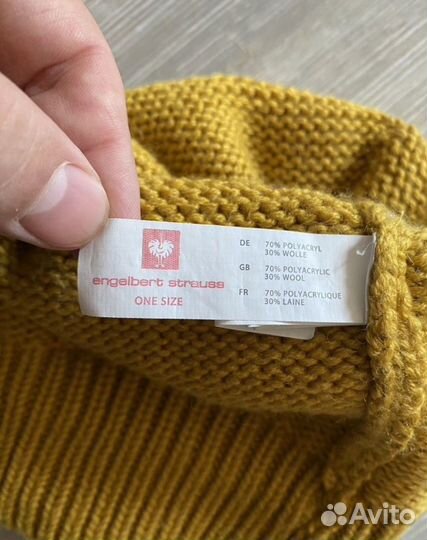 engelbert strauss
ONE SIZE
DE 70% POLYACRYL
30% WOLLE
GB 70% POLYACRYLIC
30% WOOL
FR 70% POLYACRYLIQUE
30% LAINE
Avito